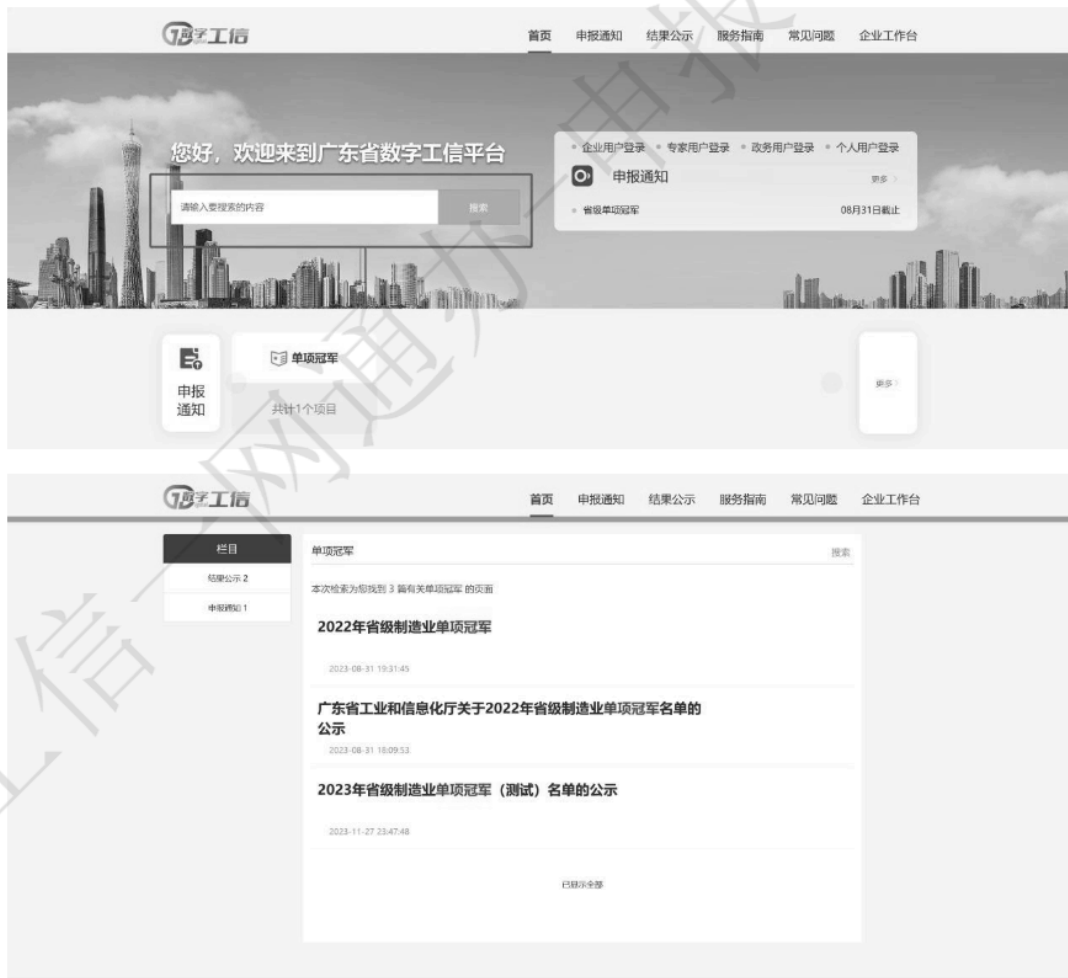 数字工信
首页 申报通知 结果公示 服务指南 常见问题 企业工作台
您好，欢迎来到广东省数字工信平台
请输入要搜索的内容 搜索
企业用户登录 专家用户登录 政务用户登录 个人用户登录
申报通知 更多 >
省级单项冠军 08月31日截止
申报
通知
单项冠军
共计1个项目
更多 >
数字工信
首页 申报通知 结果公示 服务指南 常见问题 企业工作台
栏目
结果公示 2
申报通知 1
单项冠军 搜索
本次检索为您找到 3 篇有关单项冠军 的页面
2022年省级制造业单项冠军
2023-08-31 19:31:45
广东省工业和信息化厅关于2022年省级制造业单项冠军名单的
公示
2023-08-31 18:09:53
2023年省级制造业单项冠军（测试）名单的公示
2023-11-27 23:47:48
已显示全部
工信一网通办-申报